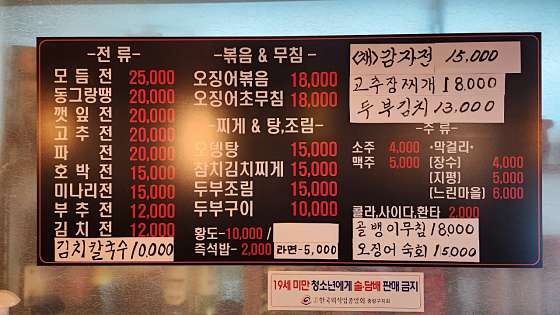 -전 류-
모 듬 전 25,000
동그랑땡 20,000
깻 잎 전 20,000
고 추 전 20,000
파 전 20,000
호 박 전 15,000
미나리전 15,000
부 추 전 12,000
김 치 전 12,000
김치칼국수 10,000
-볶음 & 무침-
오징어볶음 18,000
오징어초무침 18,000
-찌게 & 탕,조림-
오뎅탕 15,000
참치김치찌게 15,000
두부조림 15,000
두부구이 10,000
황도- 10,000 /
즉석밥- 2,000
라면-5,000
(재)감자전 15,000
고추장찌개 18,000
두부김치 13,000
-주 류-
소주 4,000
맥주 5,000
·막걸리·
(장수) 4,000
(지평) 5,000
(느린마을) 6,000
콜라,사이다,환타 2,000
골뱅이무침 18000
오징어 숙회 15000
19세 미만 청소년에게 술·담배 판매 금지
한국외식업중앙회